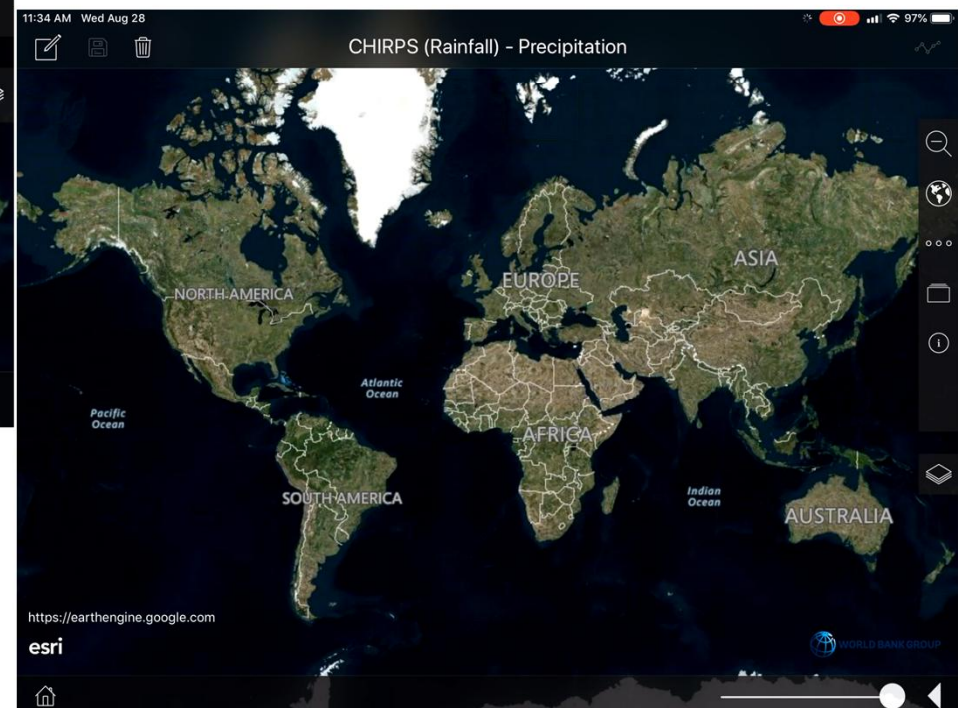 11:34 AM Wed Aug 28
97%
CHIRPS (Rainfall) - Precipitation
NORTH AMERICA
EUROPE
ASIA
Atlantic
Ocean
Pacific
Ocean
AFRICA
SOUTH AMERICA
Indian
Ocean
AUSTRALIA
https://earthengine.google.com
esri
WORLD BANK GROUP